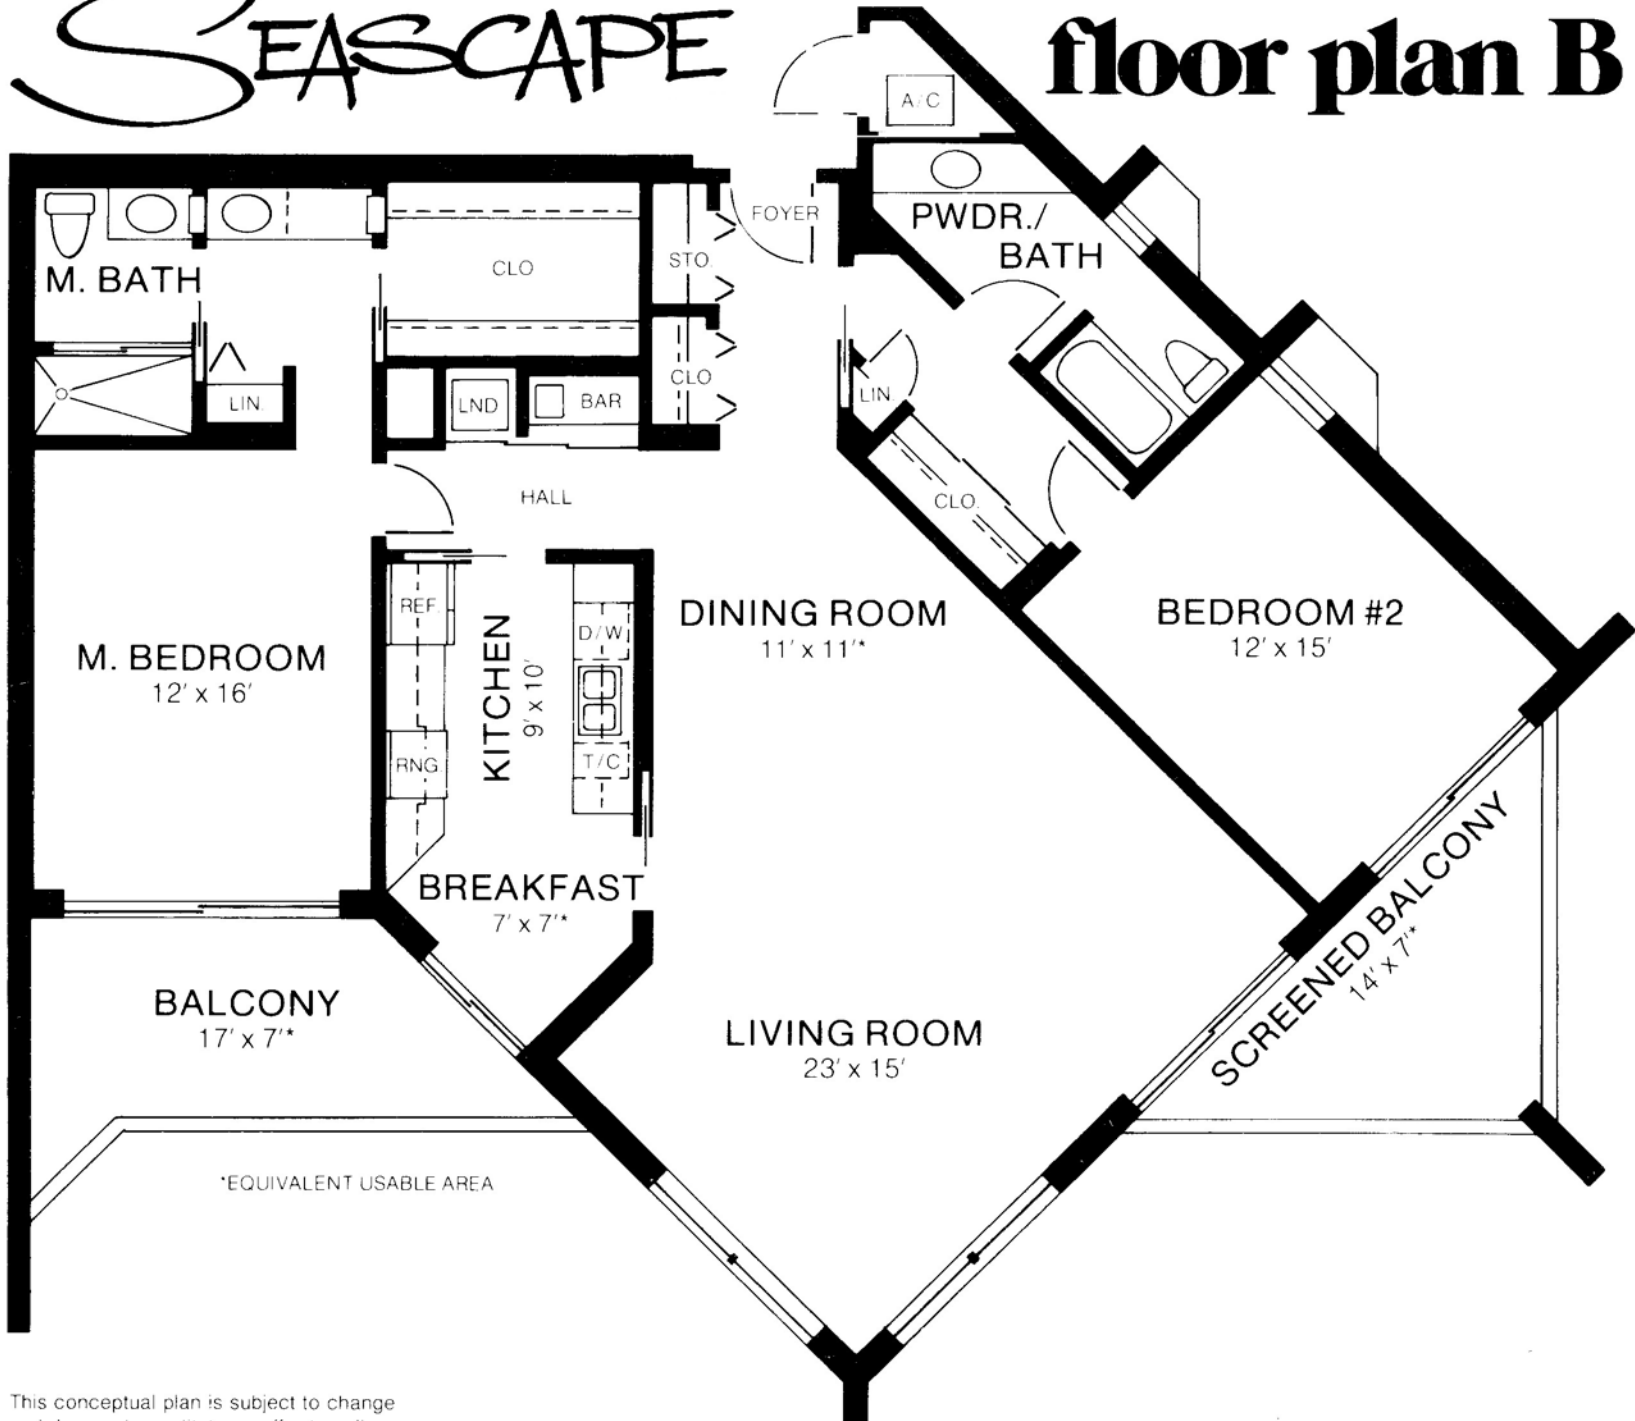 SEASCAPE
floor plan B
A/C
FOYER
PWDR./
BATH
M. BATH
CLO
STO.
CLO
LIN.
LND
BAR
LIN.
CLO.
HALL
REF.
D/W
KITCHEN
9' x 10'
T/C
RNG.
DINING ROOM
11' x 11'*
BEDROOM #2
12' x 15'
M. BEDROOM
12' x 16'
BREAKFAST
7' x 7'*
SCREENED BALCONY
14' x 7'*
BALCONY
17' x 7'*
LIVING ROOM
23' x 15'
*EQUIVALENT USABLE AREA
This conceptual plan is subject to change